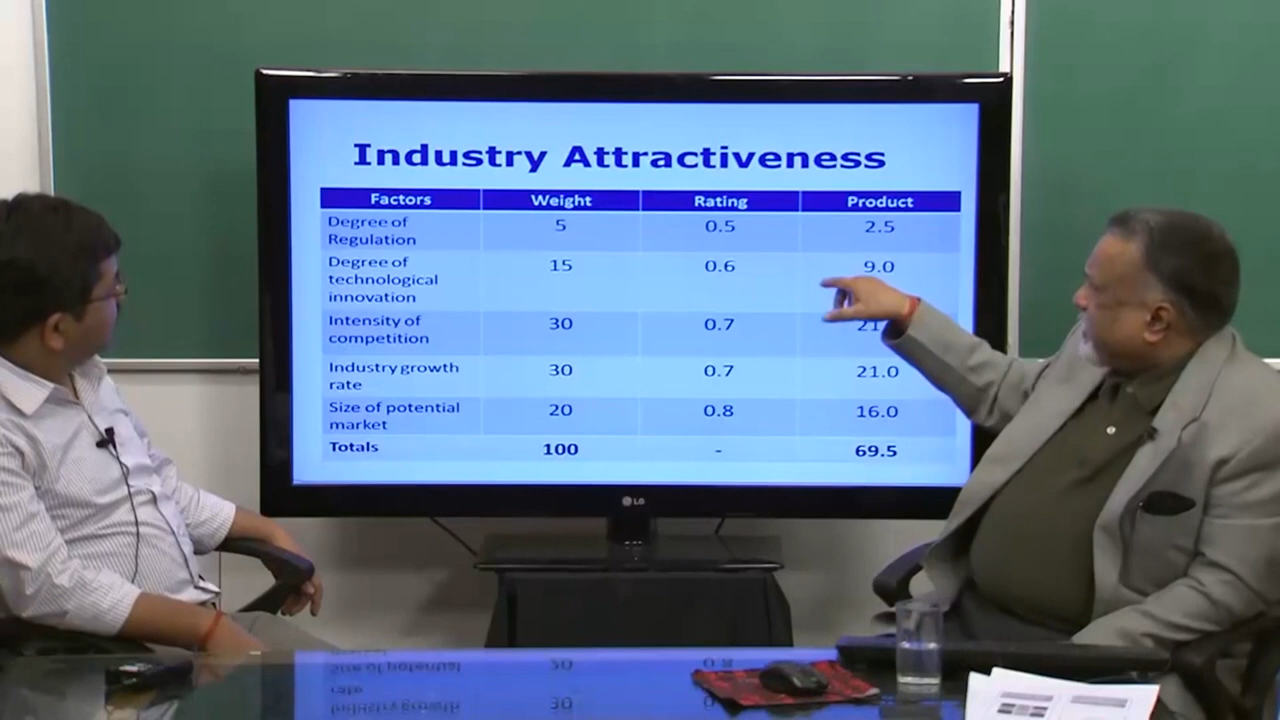 Industry Attractiveness
Factors Weight Rating Product
Degree of 5 0.5 2.5
Regulation
Degree of 15 0.6 9.0
technological
innovation
Intensity of 30 0.7 21
competition
Industry growth 30 0.7 21.0
rate
Size of potential 20 0.8 16.0
market
Totals 100 - 69.5
LG